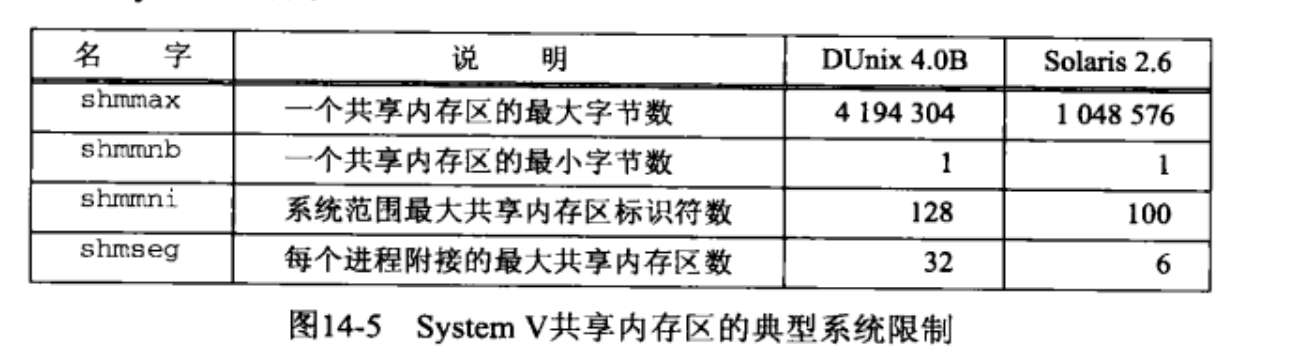 名 字 说 明 DUnix 4.0B Solaris 2.6
shmmax 一个共享内存区的最大字节数 4 194 304 1 048 576
shmmnb 一个共享内存区的最小字节数 1 1
shmmni 系统范围最大共享内存区标识符数 128 100
shmseg 每个进程附接的最大共享内存区数 32 6
图14-5 System V共享内存区的典型系统限制